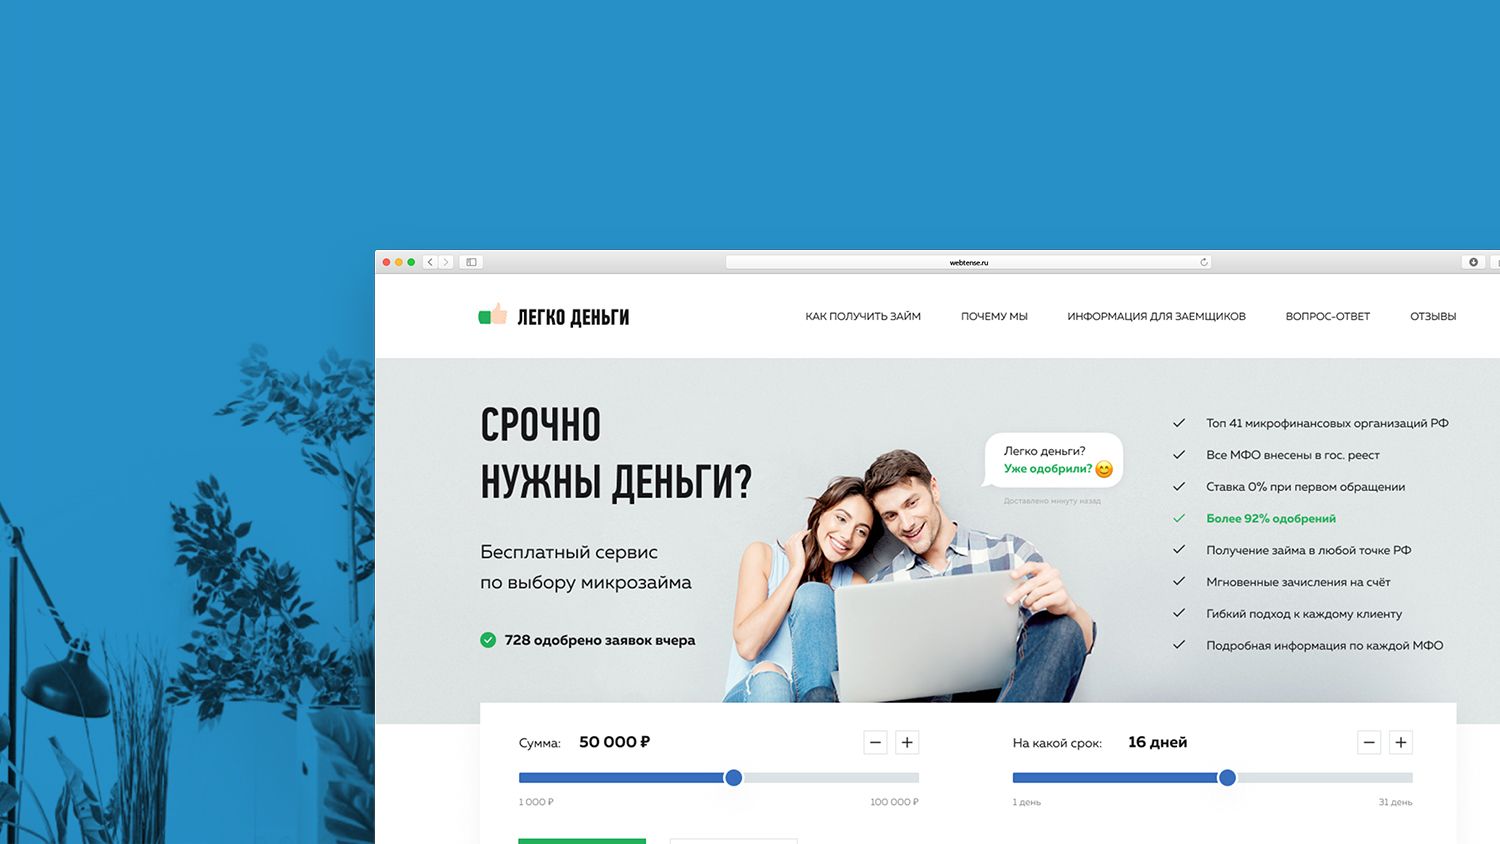 webtense.ru
ЛЕГКО ДЕНЬГИ
КАК ПОЛУЧИТЬ ЗАЙМ
ПОЧЕМУ МЫ
ИНФОРМАЦИЯ ДЛЯ ЗАЕМЩИКОВ
ВОПРОС-ОТВЕТ
ОТЗЫВЫ
СРОЧНО
НУЖНЫ ДЕНЬГИ?
Бесплатный сервис
по выбору микрозайма
728 одобрено заявок вчера
Легко деньги?
Уже одобрили? 😊
Доставлено минуту назад
Топ 41 микрофинансовых организаций РФ
Все МФО внесены в гос. реест
Ставка 0% при первом обращении
Более 92% одобрений
Получение займа в любой точке РФ
Мгновенные зачисления на счёт
Гибкий подход к каждому клиенту
Подробная информация по каждой МФО
Сумма: 50 000 ₽
1 000 ₽
100 000 ₽
На какой срок: 16 дней
1 день
31 день